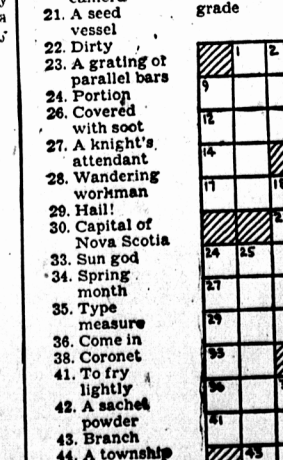 grade
21. A seed
vessel
22. Dirty
23. A grating of
parallel bars
24. Portion
26. Covered
with soot
27. A knight's
attendant
28. Wandering
workman
29. Hail!
30. Capital of
Nova Scotia
33. Sun god
34. Spring
month
35. Type
measure
36. Come in
38. Coronet
41. To fry
lightly
42. A sachet
powder
43. Branch
44. A township
1 2
9
12
14
17
24 25
27
29
33
36
41
43